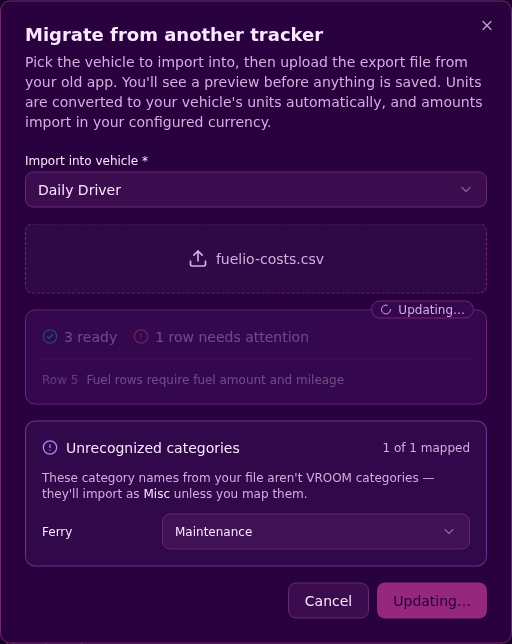 Migrate from another tracker
Pick the vehicle to import into, then upload the export file from
your old app. You'll see a preview before anything is saved. Units
are converted to your vehicle's units automatically, and amounts
import in your configured currency.
Import into vehicle *
Daily Driver
fuelio-costs.csv
Updating...
3 ready 1 row needs attention
Row 5 Fuel rows require fuel amount and mileage
Unrecognized categories 1 of 1 mapped
These category names from your file aren't VROOM categories —
they'll import as Misc unless you map them.
Ferry Maintenance
Cancel Updating...